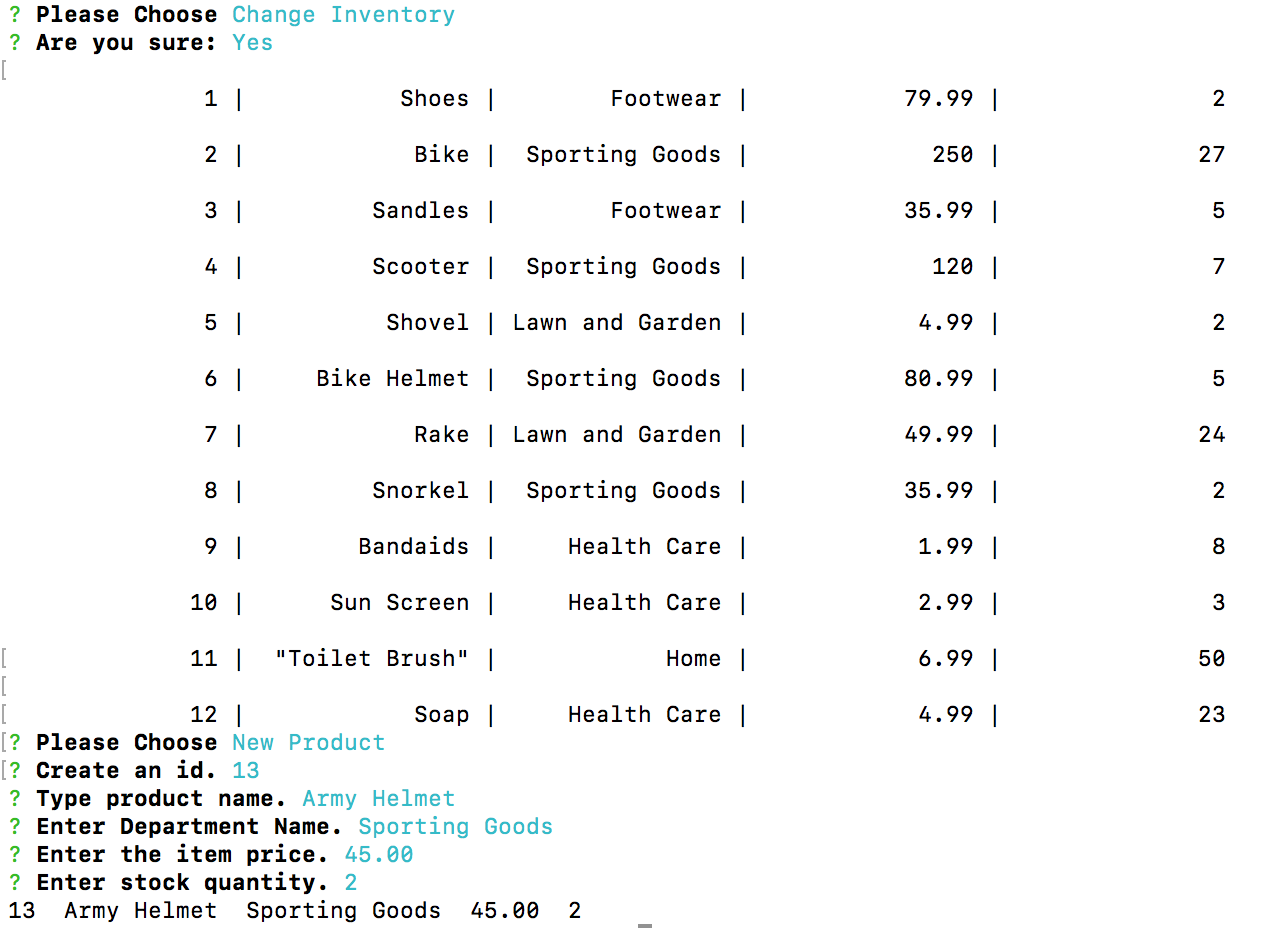 ? Please Choose Change Inventory
? Are you sure: Yes
[
1 | Shoes | Footwear | 79.99 | 2
2 | Bike | Sporting Goods | 250 | 27
3 | Sandles | Footwear | 35.99 | 5
4 | Scooter | Sporting Goods | 120 | 7
5 | Shovel | Lawn and Garden | 4.99 | 2
6 | Bike Helmet | Sporting Goods | 80.99 | 5
7 | Rake | Lawn and Garden | 49.99 | 24
8 | Snorkel | Sporting Goods | 35.99 | 2
9 | Bandaids | Health Care | 1.99 | 8
10 | Sun Screen | Health Care | 2.99 | 3
[ 11 | "Toilet Brush" | Home | 6.99 | 50
[
[ 12 | Soap | Health Care | 4.99 | 23
[? Please Choose New Product
[? Create an id. 13
? Type product name. Army Helmet
? Enter Department Name. Sporting Goods
? Enter the item price. 45.00
? Enter stock quantity. 2
13 Army Helmet Sporting Goods 45.00 2